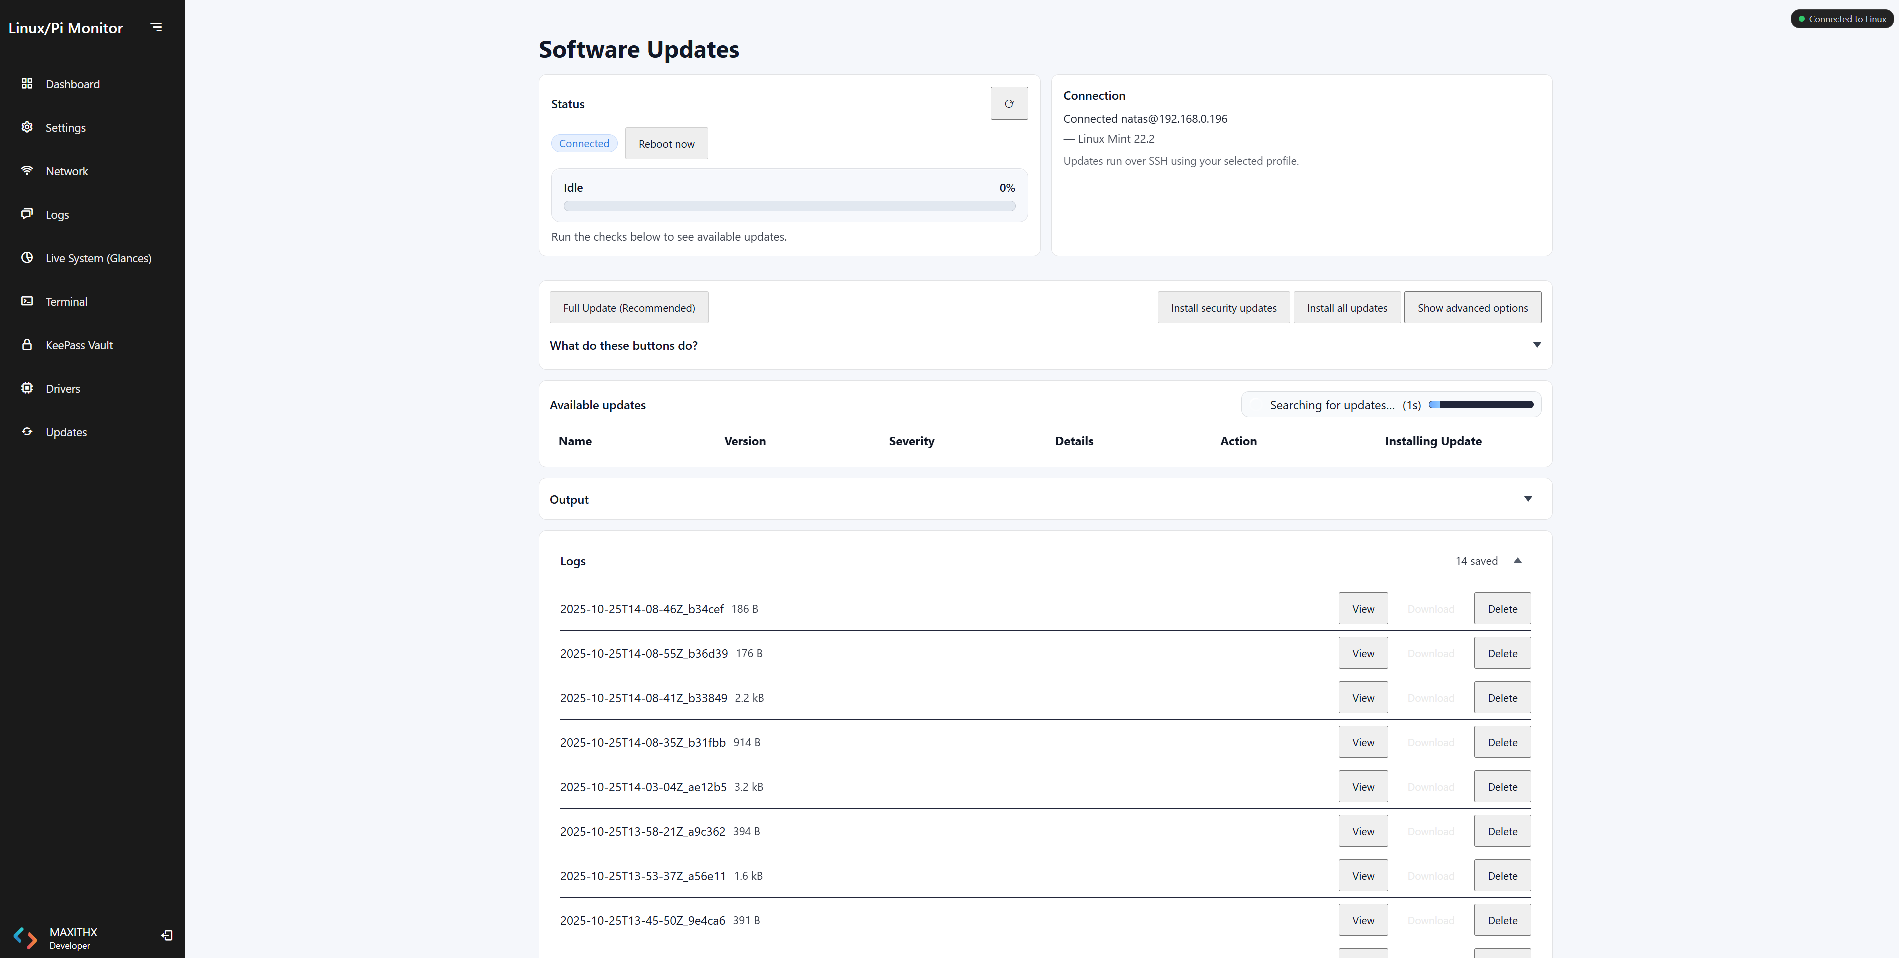 Linux/Pi Monitor
Dashboard
Settings
Network
Logs
Live System (Glances)
Terminal
KeePass Vault
Drivers
Updates
MAXITHX
Developer
Connected to Linux
Software Updates
Status
Connected
Reboot now
Idle 0%
Run the checks below to see available updates.
Connection
Connected natas@192.168.0.196
— Linux Mint 22.2
Updates run over SSH using your selected profile.
Full Update (Recommended) Install security updates Install all updates Show advanced options
What do these buttons do?
Available updates Searching for updates... (1s)
Name Version Severity Details Action Installing Update
Output
Logs 14 saved
2025-10-25T14-08-46Z_b34cef 186 B View Download Delete
2025-10-25T14-08-55Z_b36d39 176 B View Download Delete
2025-10-25T14-08-41Z_b33849 2.2 kB View Download Delete
2025-10-25T14-08-35Z_b31fbb 914 B View Download Delete
2025-10-25T14-03-04Z_ae12b5 3.2 kB View Download Delete
2025-10-25T13-58-21Z_a9c362 394 B View Download Delete
2025-10-25T13-53-37Z_a56e11 1.6 kB View Download Delete
2025-10-25T13-45-50Z_9e4ca6 391 B View Download Delete